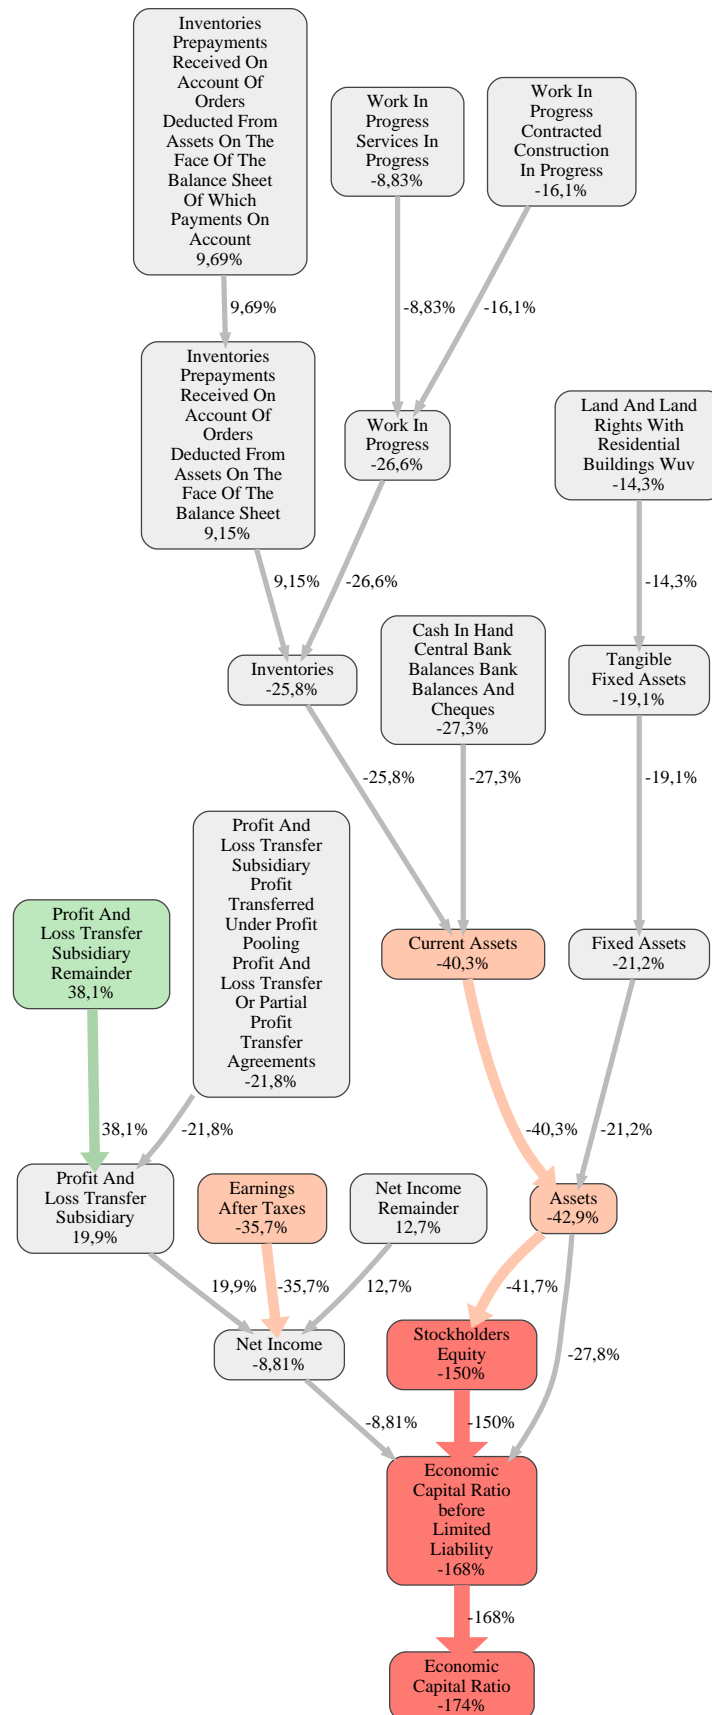 Inventories
Prepayments
Received On
Account Of
Orders
Deducted From
Assets On The
Face Of The
Balance Sheet
Of Which
Payments On
Account
9,69%
Work In
Progress
Services In
Progress
-8,83%
Work In
Progress
Contracted
Construction
In Progress
-16,1%
9,69%
-8,83%
-16,1%
Inventories
Prepayments
Received On
Account Of
Orders
Deducted From
Assets On The
Face Of The
Balance Sheet
9,15%
Work In
Progress
-26,6%
Land And Land
Rights With
Residential
Buildings Wuv
-14,3%
9,15%
-26,6%
-14,3%
Inventories
-25,8%
Cash In Hand
Central Bank
Balances Bank
Balances And
Cheques
-27,3%
Tangible
Fixed Assets
-19,1%
-25,8%
-27,3%
-19,1%
Profit And
Loss Transfer
Subsidiary
Remainder
38,1%
Profit And
Loss Transfer
Subsidiary
Profit
Transferred
Under Profit
Pooling
Profit And
Loss Transfer
Or Partial
Profit
Transfer
Agreements
-21,8%
Current Assets
-40,3%
Fixed Assets
-21,2%
38,1%
-21,8%
-40,3%
-21,2%
Profit And
Loss Transfer
Subsidiary
19,9%
Earnings
After Taxes
-35,7%
Net Income
Remainder
12,7%
Assets
-42,9%
19,9%
-35,7%
12,7%
-41,7%
-27,8%
Net Income
-8,81%
Stockholders
Equity
-150%
-8,81%
-150%
Economic
Capital Ratio
before
Limited
Liability
-168%
-168%
Economic
Capital Ratio
-174%